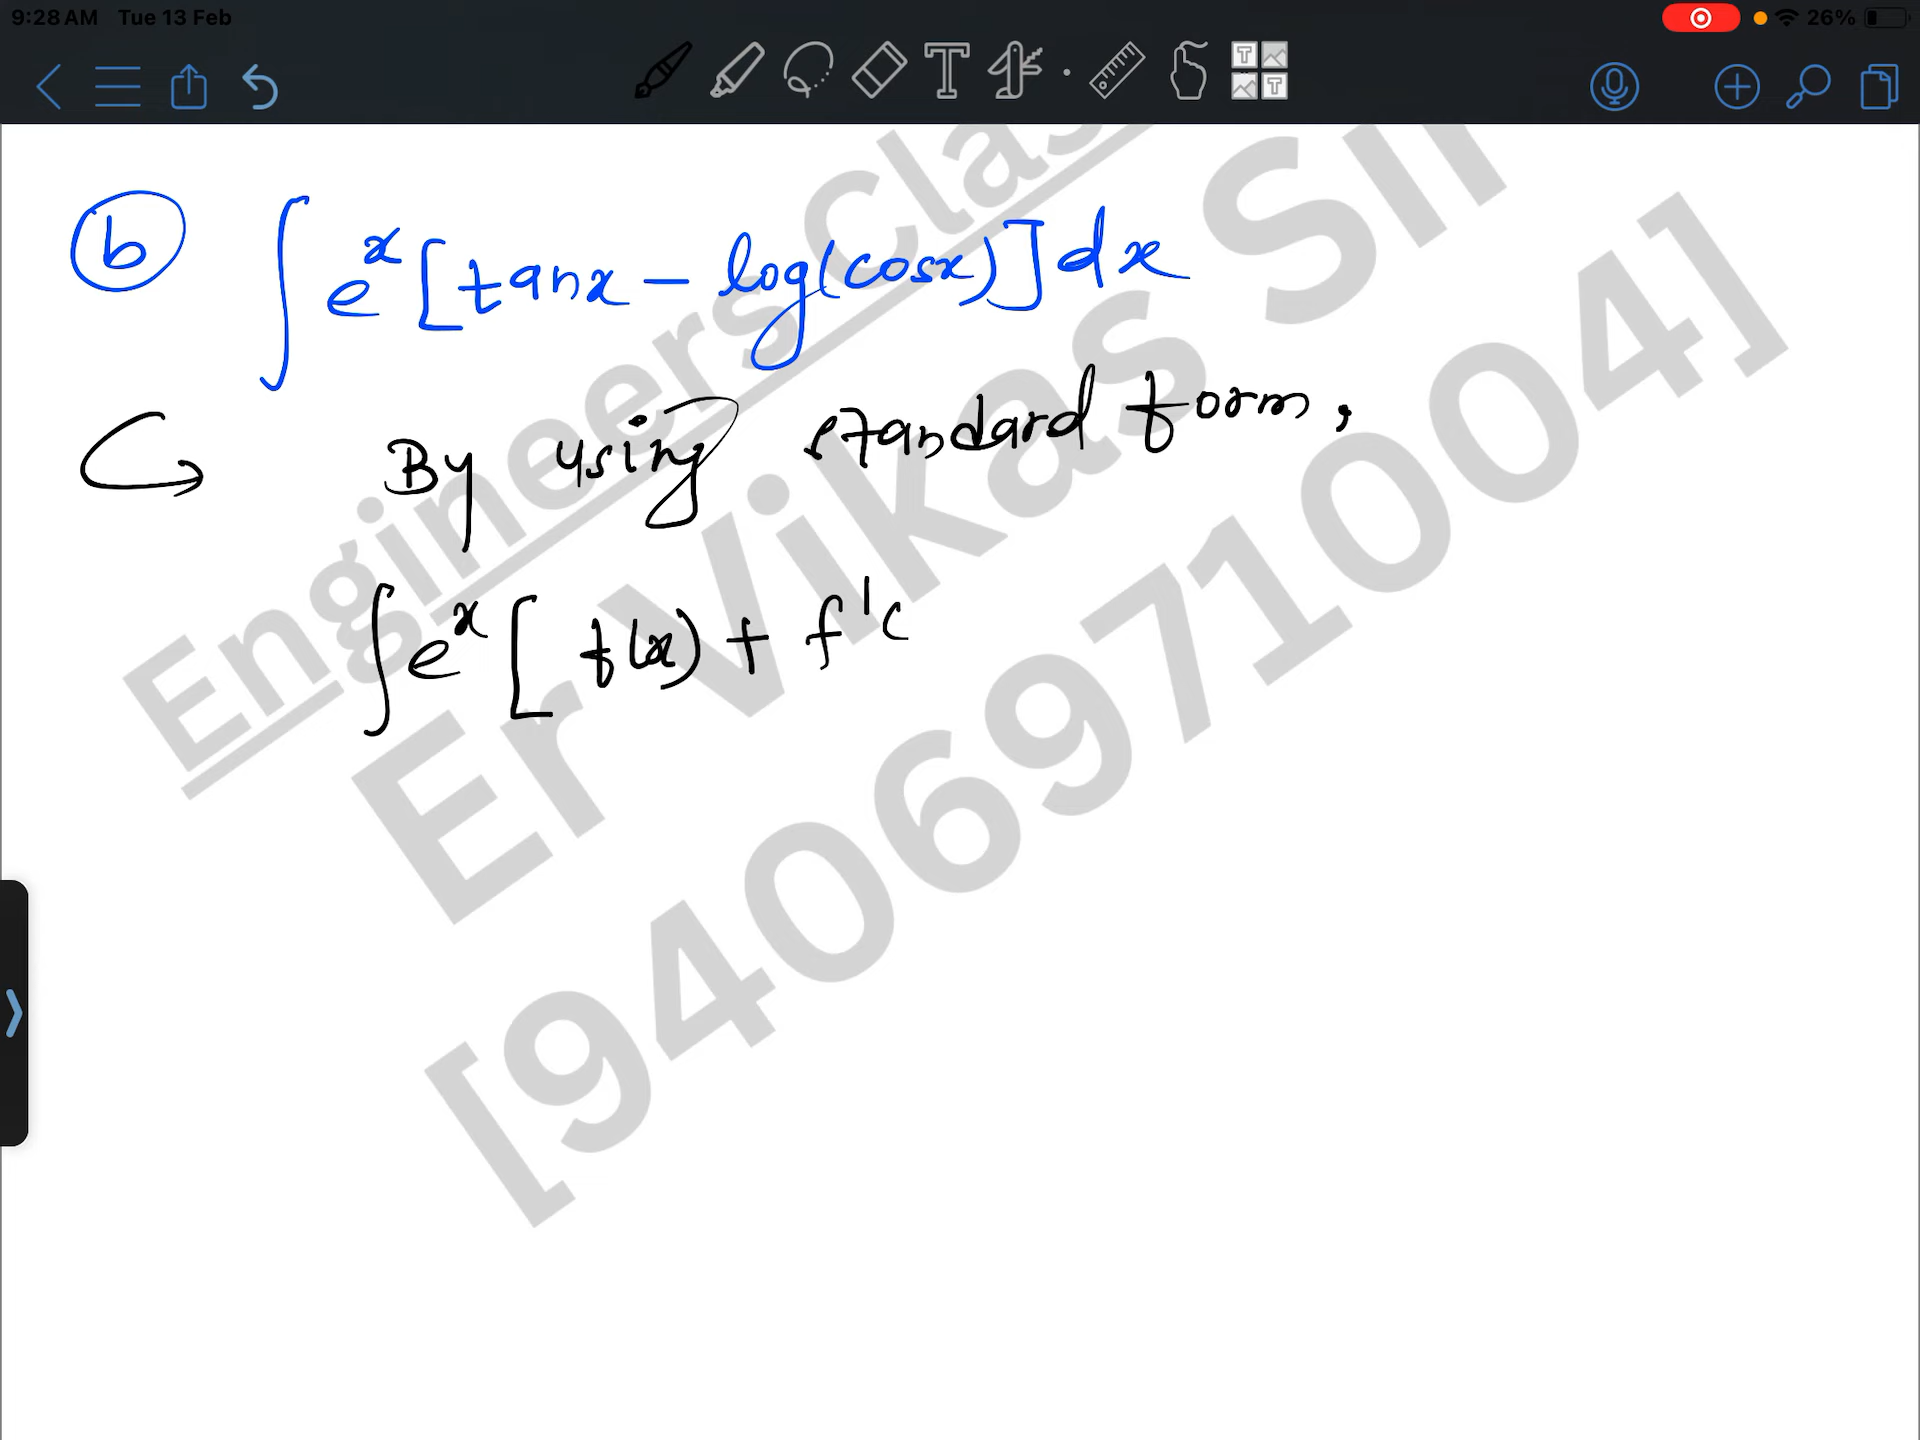 9:28 AM Tue 13 Feb 26%
b ∫ e^x [tanx - log(cosx)] dx
By using standard form,
∫ e^x [ f(x) + f'(
Engineers Clas
Er Vikas Sir
[9406971004]